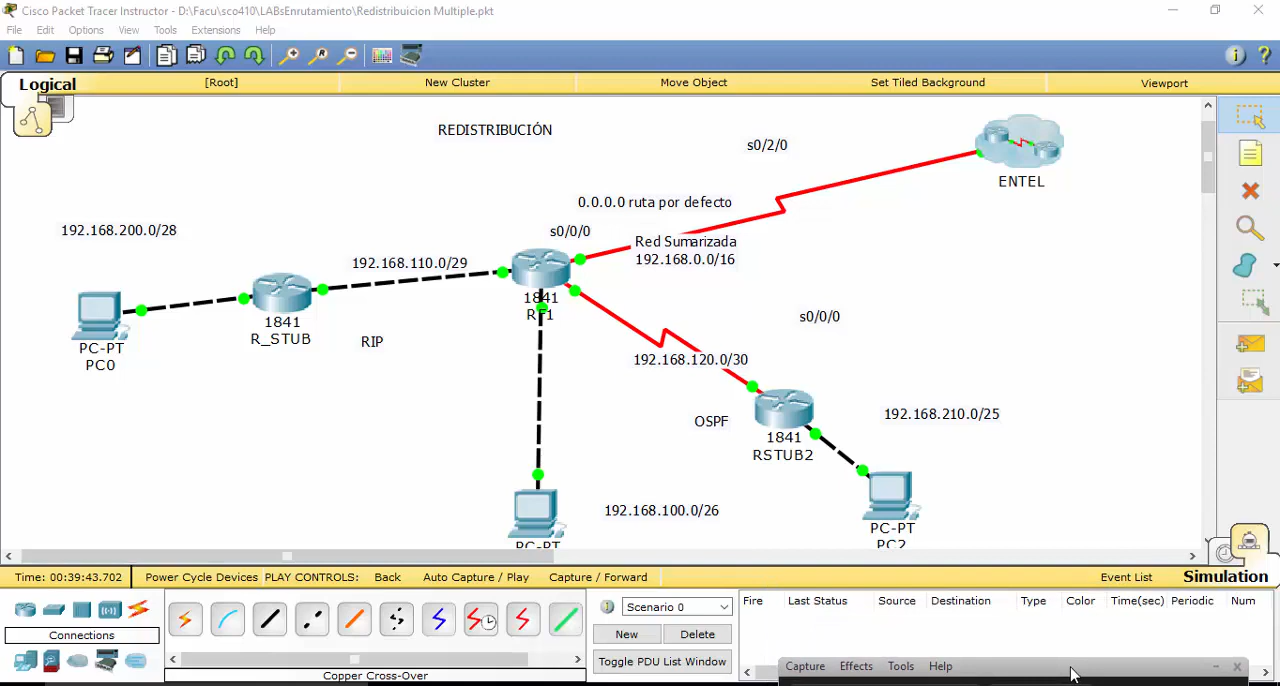 Cisco Packet Tracer Instructor - D:\Facu\sco410\LABsEnrutamiento\Redistribuicion Multiple.pkt
File Edit Options View Tools Extensions Help
Logical [Root] New Cluster Move Object Set Tiled Background Viewport
REDISTRIBUCIÓN
s0/2/0
ENTEL
0.0.0.0 ruta por defecto
192.168.200.0/28
s0/0/0
Red Sumarizada
192.168.0.0/16
192.168.110.0/29
1841
RF1
1841
R_STUB
s0/0/0
RIP
PC-PT
PC0
192.168.120.0/30
OSPF
192.168.210.0/25
1841
RSTUB2
192.168.100.0/26
PC-PT
PC2
PC-PT
Time: 00:39:43.702 Power Cycle Devices PLAY CONTROLS: Back Auto Capture / Play Capture / Forward Event List Simulation
Connections
Copper Cross-Over
Scenario 0
New Delete
Toggle PDU List Window
Fire Last Status Source Destination Type Color Time(sec) Periodic Num
Capture Effects Tools Help